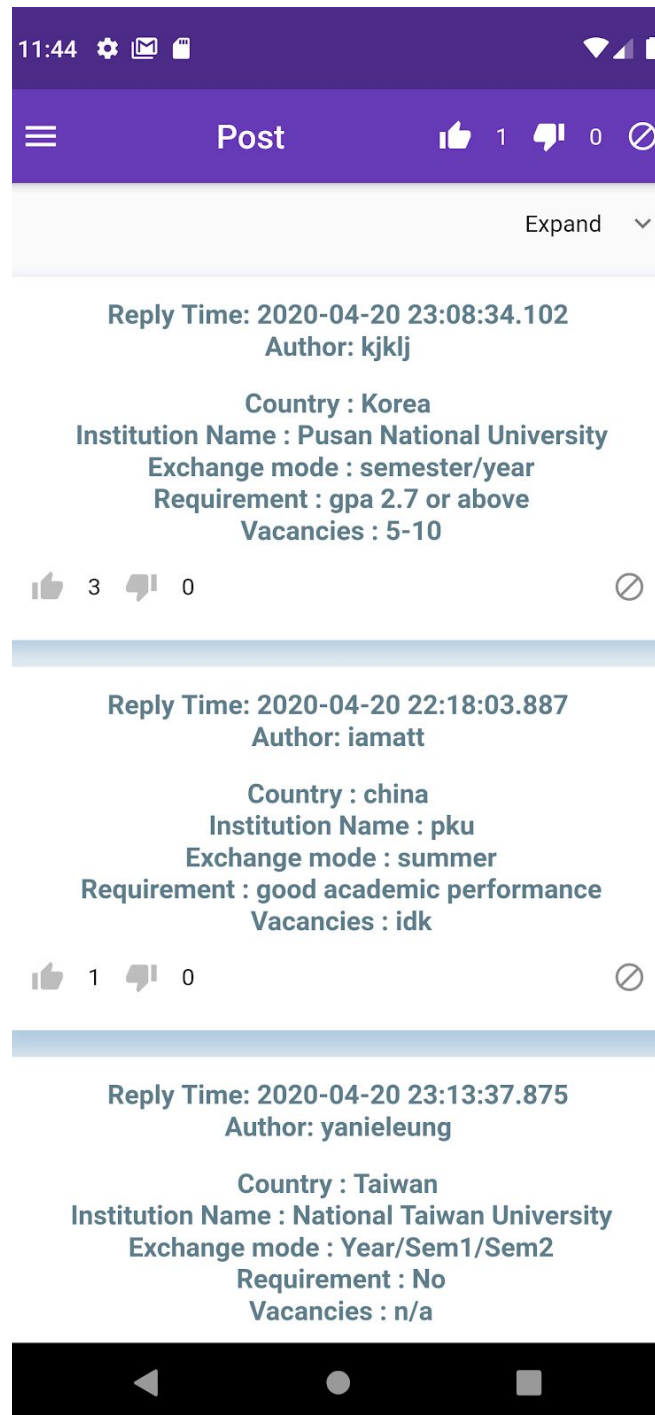 11:44
Post 1 0
Expand
Reply Time: 2020-04-20 23:08:34.102
Author: kjklj
Country : Korea
Institution Name : Pusan National University
Exchange mode : semester/year
Requirement : gpa 2.7 or above
Vacancies : 5-10
3 0
Reply Time: 2020-04-20 22:18:03.887
Author: iamatt
Country : china
Institution Name : pku
Exchange mode : summer
Requirement : good academic performance
Vacancies : idk
1 0
Reply Time: 2020-04-20 23:13:37.875
Author: yanieleung
Country : Taiwan
Institution Name : National Taiwan University
Exchange mode : Year/Sem1/Sem2
Requirement : No
Vacancies : n/a